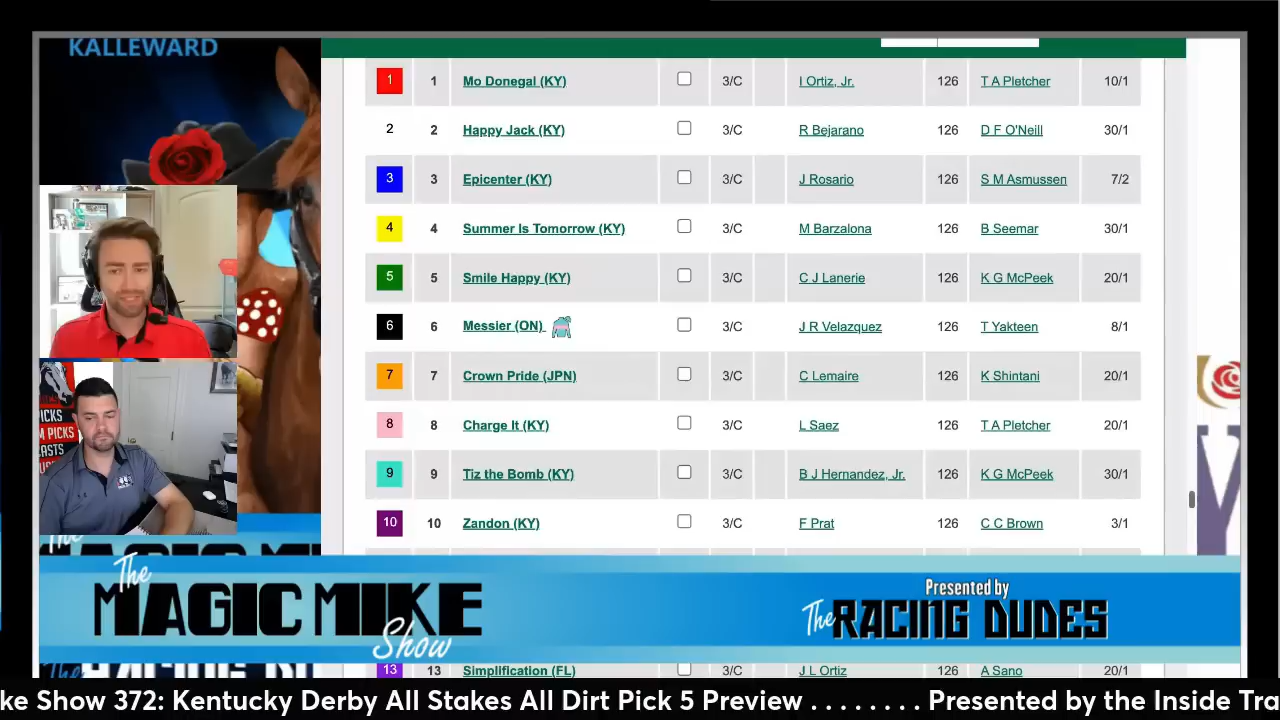 KALLEWARD
1 1 Mo Donegal (KY) 3/C I Ortiz, Jr. 126 T A Pletcher 10/1
2 2 Happy Jack (KY) 3/C R Bejarano 126 D F O'Neill 30/1
3 3 Epicenter (KY) 3/C J Rosario 126 S M Asmussen 7/2
4 4 Summer Is Tomorrow (KY) 3/C M Barzalona 126 B Seemar 30/1
5 5 Smile Happy (KY) 3/C C J Lanerie 126 K G McPeek 20/1
6 6 Messier (ON) 3/C J R Velazquez 126 T Yakteen 8/1
7 7 Crown Pride (JPN) 3/C C Lemaire 126 K Shintani 20/1
8 8 Charge It (KY) 3/C L Saez 126 T A Pletcher 20/1
9 9 Tiz the Bomb (KY) 3/C B J Hernandez, Jr. 126 K G McPeek 30/1
10 10 Zandon (KY) 3/C F Prat 126 C C Brown 3/1
ICKS
M PICKS
ASTS
The
MAGIC MIKE
Show
Presented by
The RACING DUDES
13 13 Simplification (FL) 3/C J L Ortiz 126 A Sano 20/1
ke Show 372: Kentucky Derby All Stakes All Dirt Pick 5 Preview . . . . . . . . Presented by the Inside Tra